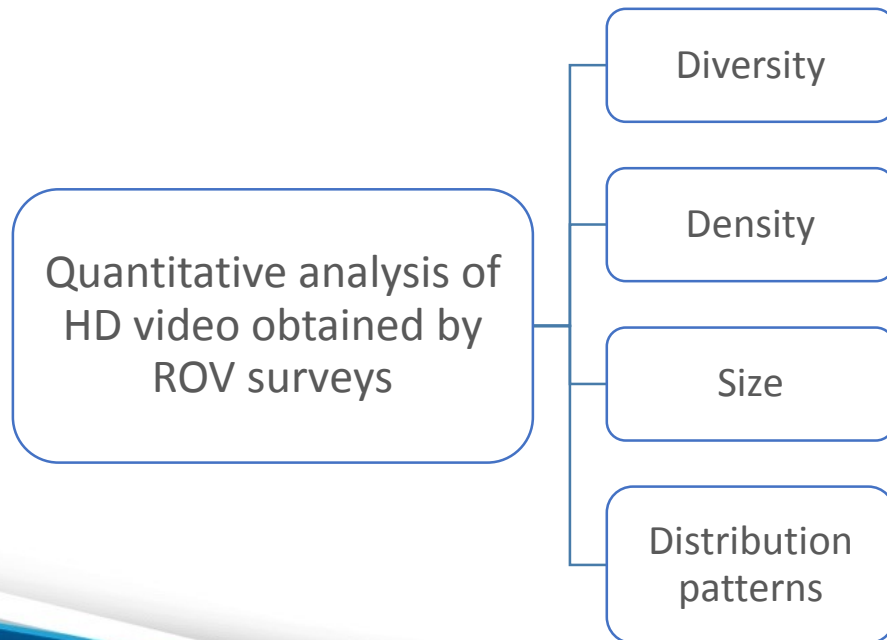 Quantitative analysis of
HD video obtained by
ROV surveys
Diversity
Density
Size
Distribution
patterns